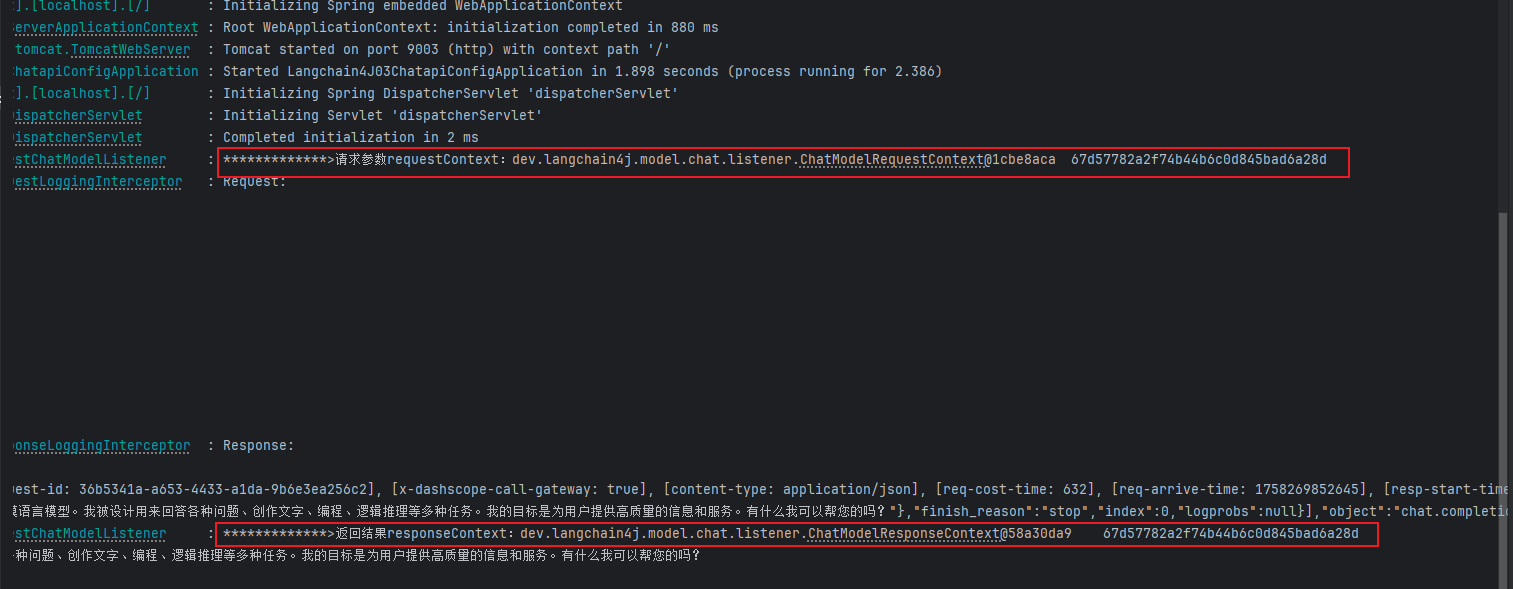 ].[localhost].[/] : Initializing Spring embedded WebApplicationContext
erverApplicationContext : Root WebApplicationContext: initialization completed in 880 ms
tomcat.TomcatWebServer : Tomcat started on port 9003 (http) with context path '/'
hatapiConfigApplication : Started Langchain4J03ChatapiConfigApplication in 1.898 seconds (process running for 2.386)
].[localhost].[/] : Initializing Spring DispatcherServlet 'dispatcherServlet'
ispatcherServlet : Initializing Servlet 'dispatcherServlet'
ispatcherServlet : Completed initialization in 2 ms
stChatModelListener : *************>请求参数requestContext：dev.langchain4j.model.chat.listener.ChatModelRequestContext@1cbe8aca 67d57782a2f74b44b6c0d845bad6a28d
estLoggingInterceptor : Request:
onseLoggingInterceptor : Response:
est-id: 36b5341a-a653-4433-a1da-9b6e3ea256c2], [x-dashscope-call-gateway: true], [content-type: application/json], [req-cost-time: 632], [req-arrive-time: 1758269852645], [resp-start-time
语言模型。我被设计用来回答各种问题、创作文字、编程、逻辑推理等多种任务。我的目标是为用户提供高质量的信息和服务。有什么我可以帮您的吗？"},"finish_reason":"stop","index":0,"logprobs":null}],"object":"chat.completio
stChatModelListener : *************>返回结果responseContext：dev.langchain4j.model.chat.listener.ChatModelResponseContext@58a30da9 67d57782a2f74b44b6c0d845bad6a28d
种问题、创作文字、编程、逻辑推理等多种任务。我的目标是为用户提供高质量的信息和服务。有什么我可以帮您的吗？